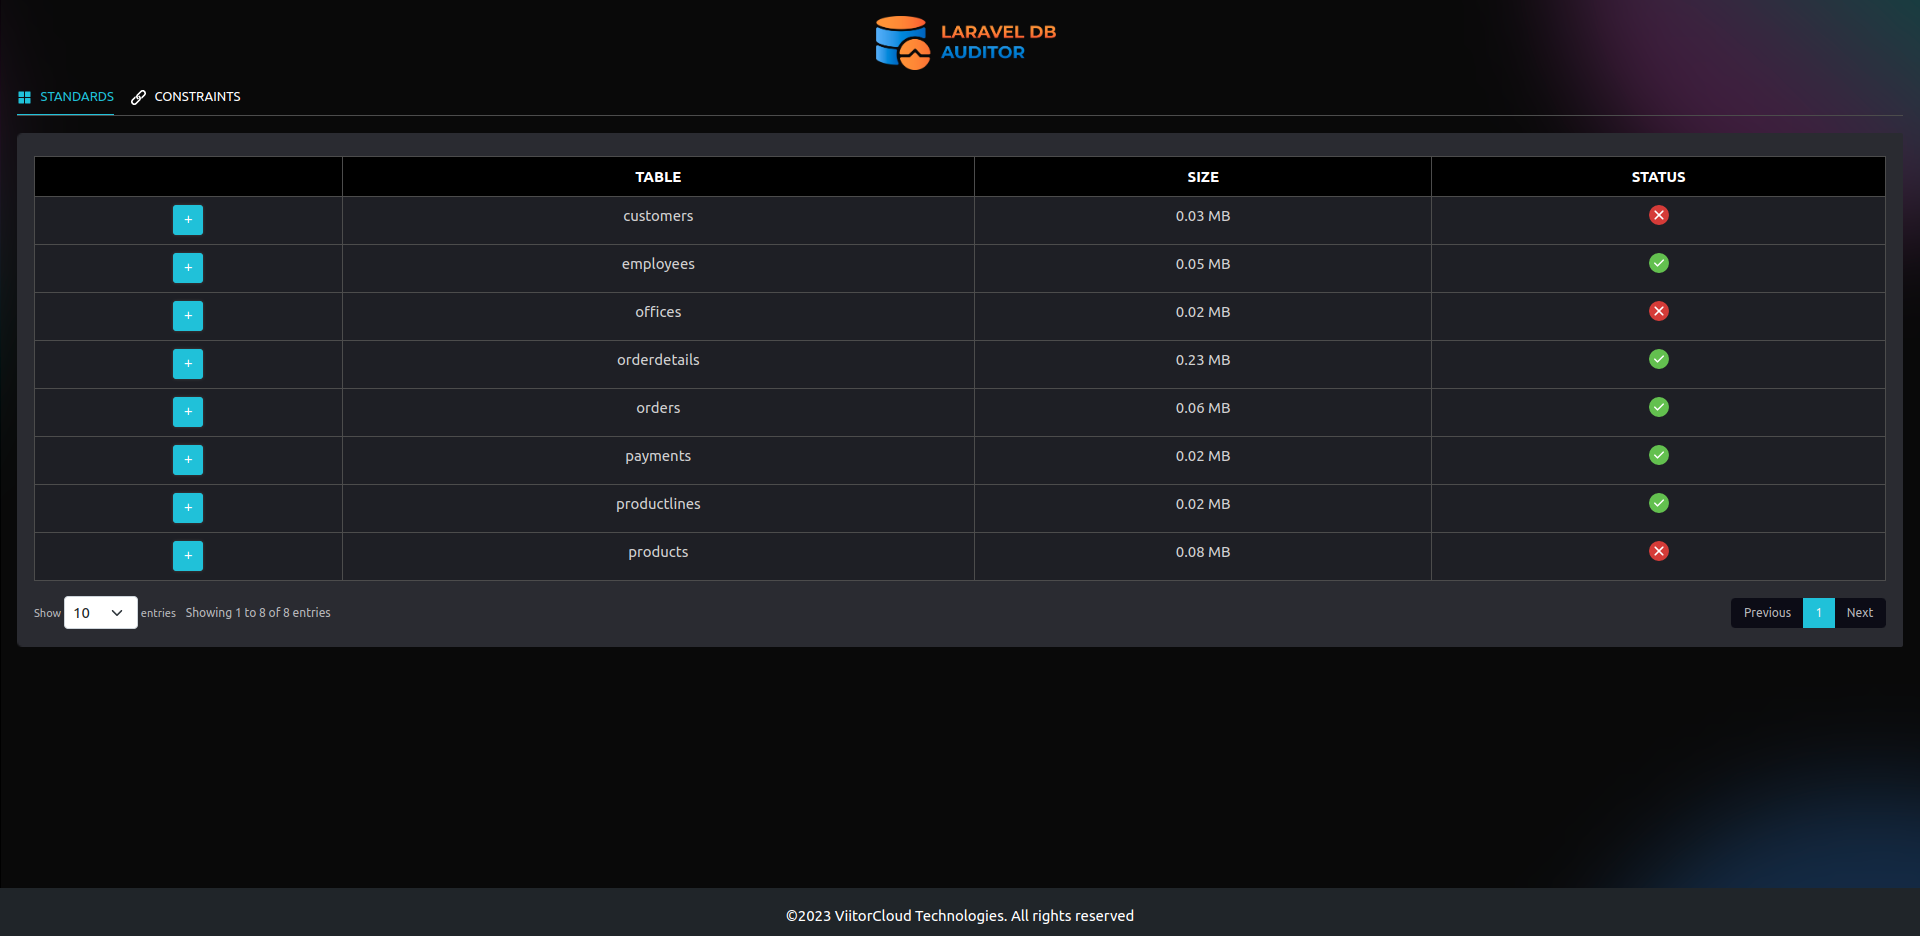 LARAVEL DB
AUDITOR
STANDARDS CONSTRAINTS
TABLE SIZE STATUS
+ customers 0.03 MB
+ employees 0.05 MB
+ offices 0.02 MB
+ orderdetails 0.23 MB
+ orders 0.06 MB
+ payments 0.02 MB
+ productlines 0.02 MB
+ products 0.08 MB
Show 10 entries Showing 1 to 8 of 8 entries Previous 1 Next
©2023 ViitorCloud Technologies. All rights reserved